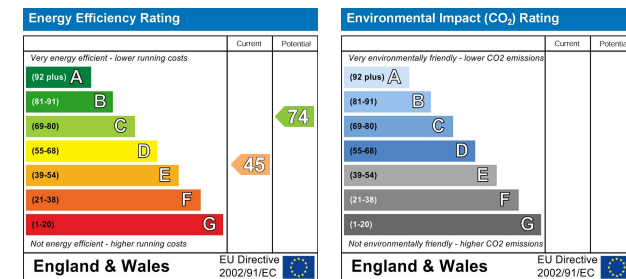 Energy Efficiency Rating
Current Potential
Very energy efficient - lower running costs
(92 plus) A
(81-91) B
(69-80) C
74
(55-68) D
45
(39-54) E
(21-38) F
(1-20) G
Not energy efficient - higher running costs
England & Wales
EU Directive
2002/91/EC
Environmental Impact (CO₂) Rating
Current Potential
Very environmentally friendly - lower CO2 emissions
(92 plus) A
(81-91) B
(69-80) C
(55-68) D
(39-54) E
(21-38) F
(1-20) G
Not environmentally friendly - higher CO2 emissions
England & Wales
EU Directive
2002/91/EC